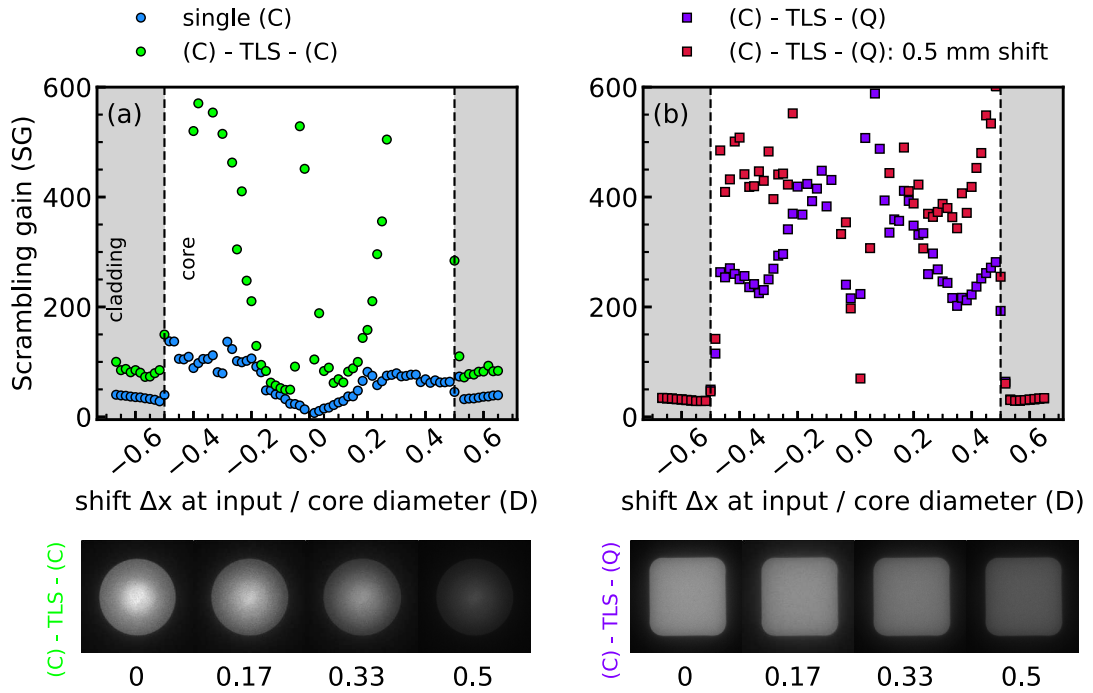 single (C)
(C) - TLS - (C)
(C) - TLS - (Q)
(C) - TLS - (Q): 0.5 mm shift
Scrambling gain (SG)
600
400
200
0
(a)
cladding
core
−0.6
−0.4
−0.2
0.0
0.2
0.4
0.6
shift Δx at input / core diameter (D)
600
400
200
0
(b)
−0.6
−0.4
−0.2
0.0
0.2
0.4
0.6
shift Δx at input / core diameter (D)
(C) - TLS - (C)
0
0.17
0.33
0.5
(C) - TLS - (Q)
0
0.17
0.33
0.5